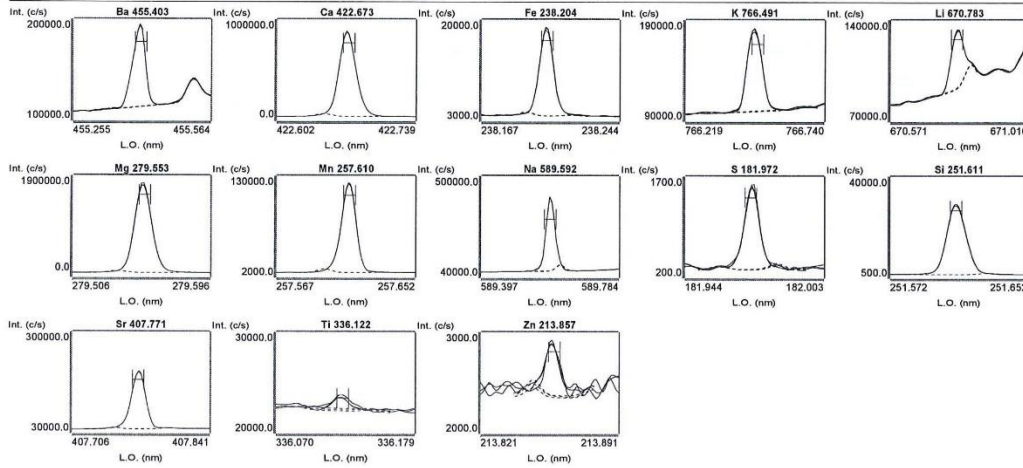 Int. (c/s) Ba 455.403
200000.0
100000.0
455.255 455.564
L.O. (nm)
Int. (c/s) Ca 422.673
1000000.0
0.0
422.602 422.739
L.O. (nm)
Int. (c/s) Fe 238.204
20000.0
3000.0
238.167 238.244
L.O. (nm)
Int. (c/s) K 766.491
190000.0
90000.0
766.219 766.740
L.O. (nm)
Int. (c/s) Li 670.783
140000.0
70000.0
670.571
L.O. (nm)
Int. (c/s) Mg 279.553
1900000.0
0.0
279.506 279.596
L.O. (nm)
Int. (c/s) Mn 257.610
130000.0
2000.0
257.567 257.652
L.O. (nm)
Int. (c/s) Na 589.592
500000.0
40000.0
589.397 589.784
L.O. (nm)
Int. (c/s) S 181.972
1700.0
200.0
181.944 182.003
L.O. (nm)
Int. (c/s) Si 251.611
40000.0
500.0
251.572
L.O. (nm)
Int. (c/s) Sr 407.771
300000.0
30000.0
407.706 407.841
L.O. (nm)
Int. (c/s) Ti 336.122
30000.0
20000.0
336.070 336.179
L.O. (nm)
Int. (c/s) Zn 213.857
3000.0
2000.0
213.821 213.891
L.O. (nm)